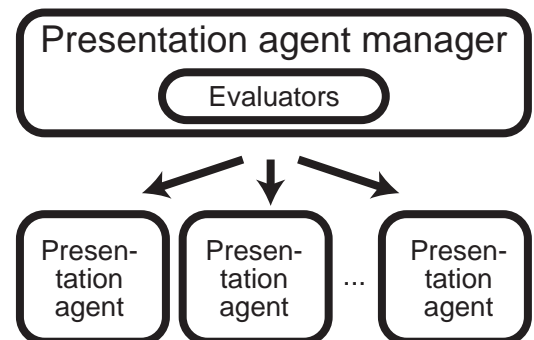 Presentation agent manager
Evaluators
Presen-
tation
agent
Presen-
tation
agent
...
Presen-
tation
agent